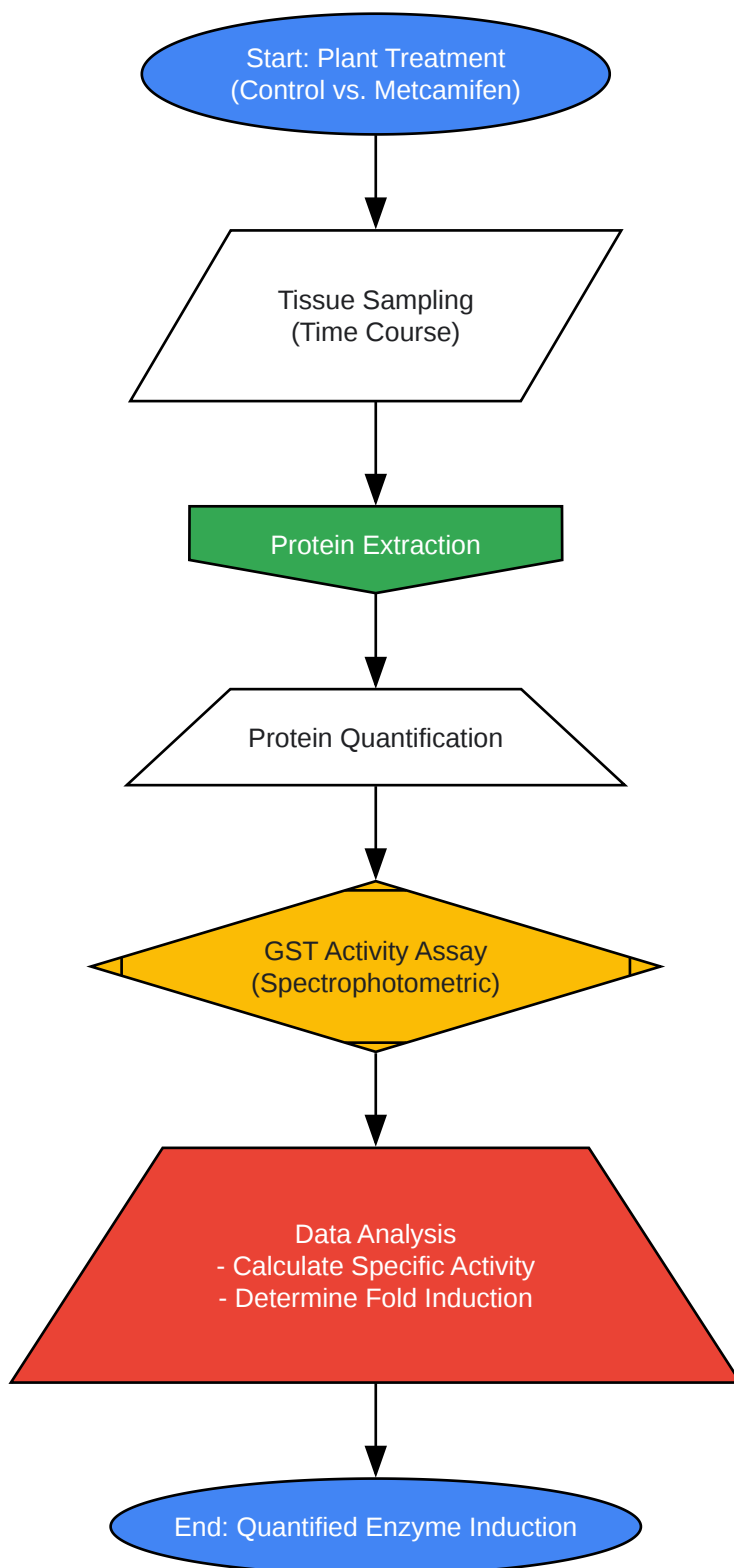 Start: Plant Treatment
(Control vs. Metcamifen)
Tissue Sampling
(Time Course)
Protein Extraction
Protein Quantification
GST Activity Assay
(Spectrophotometric)
Data Analysis
- Calculate Specific Activity
- Determine Fold Induction
End: Quantified Enzyme Induction